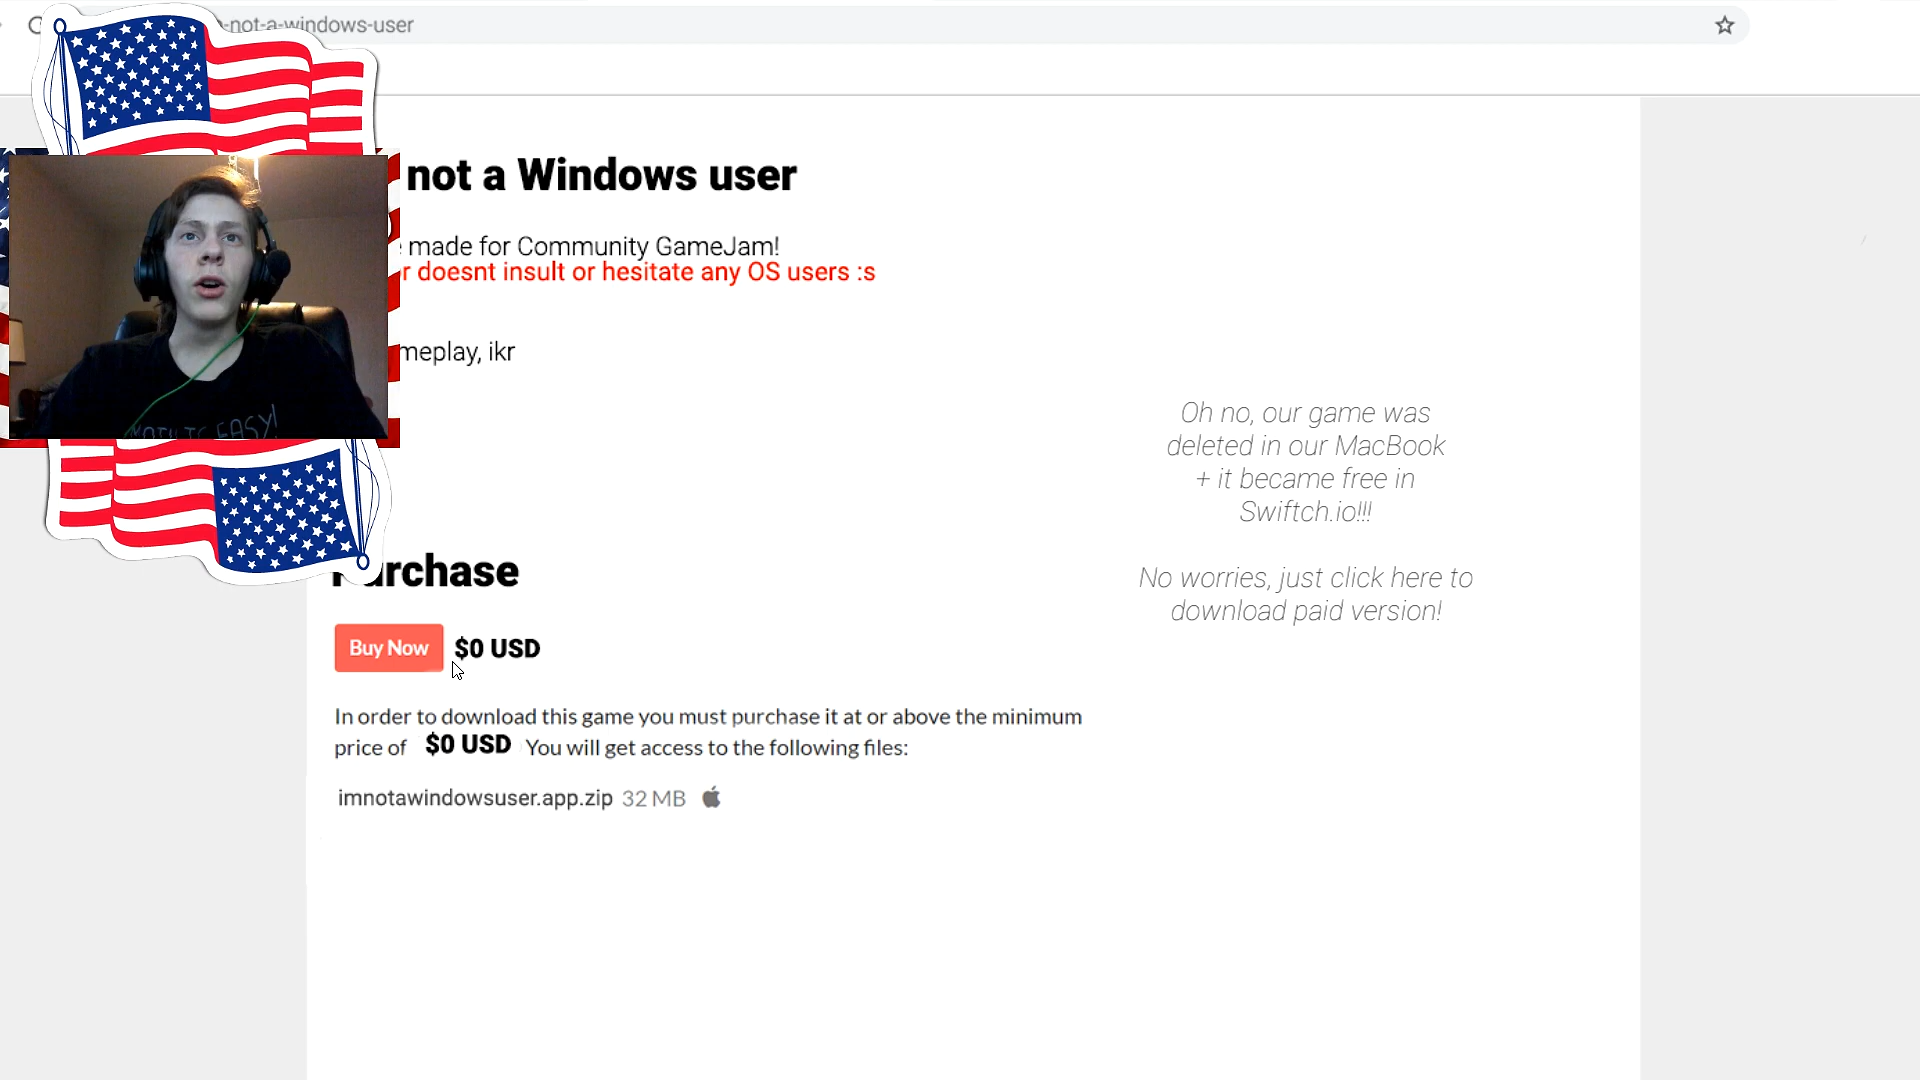 -not-a-windows-user
not a Windows user
made for Community GameJam!
r doesnt insult or hesitate any OS users :s
meplay, ikr
Oh no, our game was
deleted in our MacBook
+ it became free in
Swiftch.io!!!
No worries, just click here to
download paid version!
Purchase
Buy Now $0 USD
In order to download this game you must purchase it at or above the minimum
price of $0 USD You will get access to the following files:
imnotawindowsuser.app.zip 32 MB
EASY!